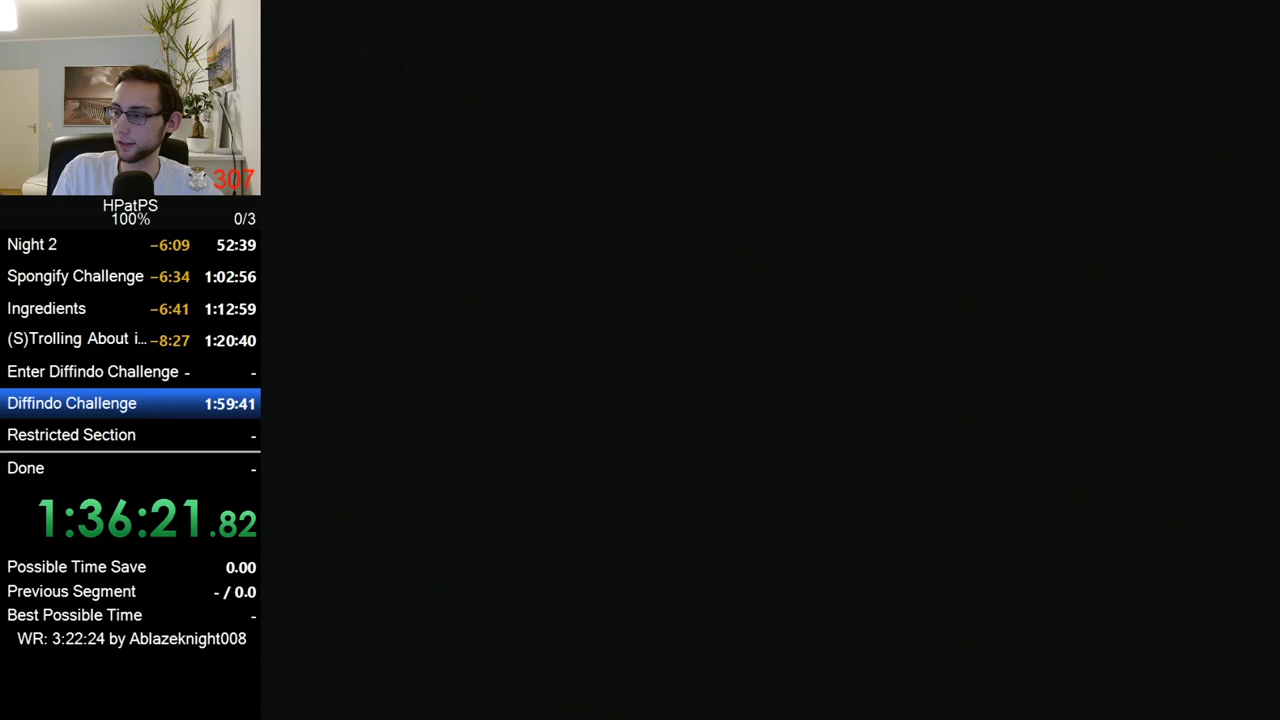 307
HPatPS
100% 0/3
Night 2 −6:09 52:39
Spongify Challenge −6:34 1:02:56
Ingredients −6:41 1:12:59
(S)Trolling About i... −8:27 1:20:40
Enter Diffindo Challenge - -
Diffindo Challenge 1:59:41
Restricted Section -
Done -
1:36:21.82
Possible Time Save 0.00
Previous Segment - / 0.0
Best Possible Time -
WR: 3:22:24 by Ablazeknight008